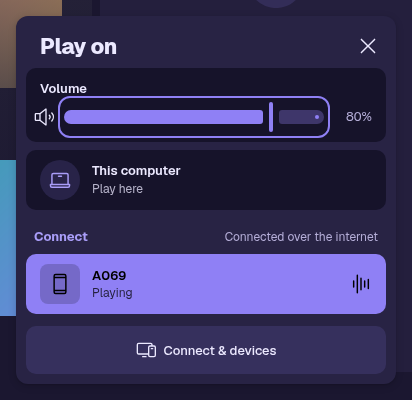 Play on
Volume
80%
This computer
Play here
Connect
Connected over the internet
A069
Playing
Connect & devices